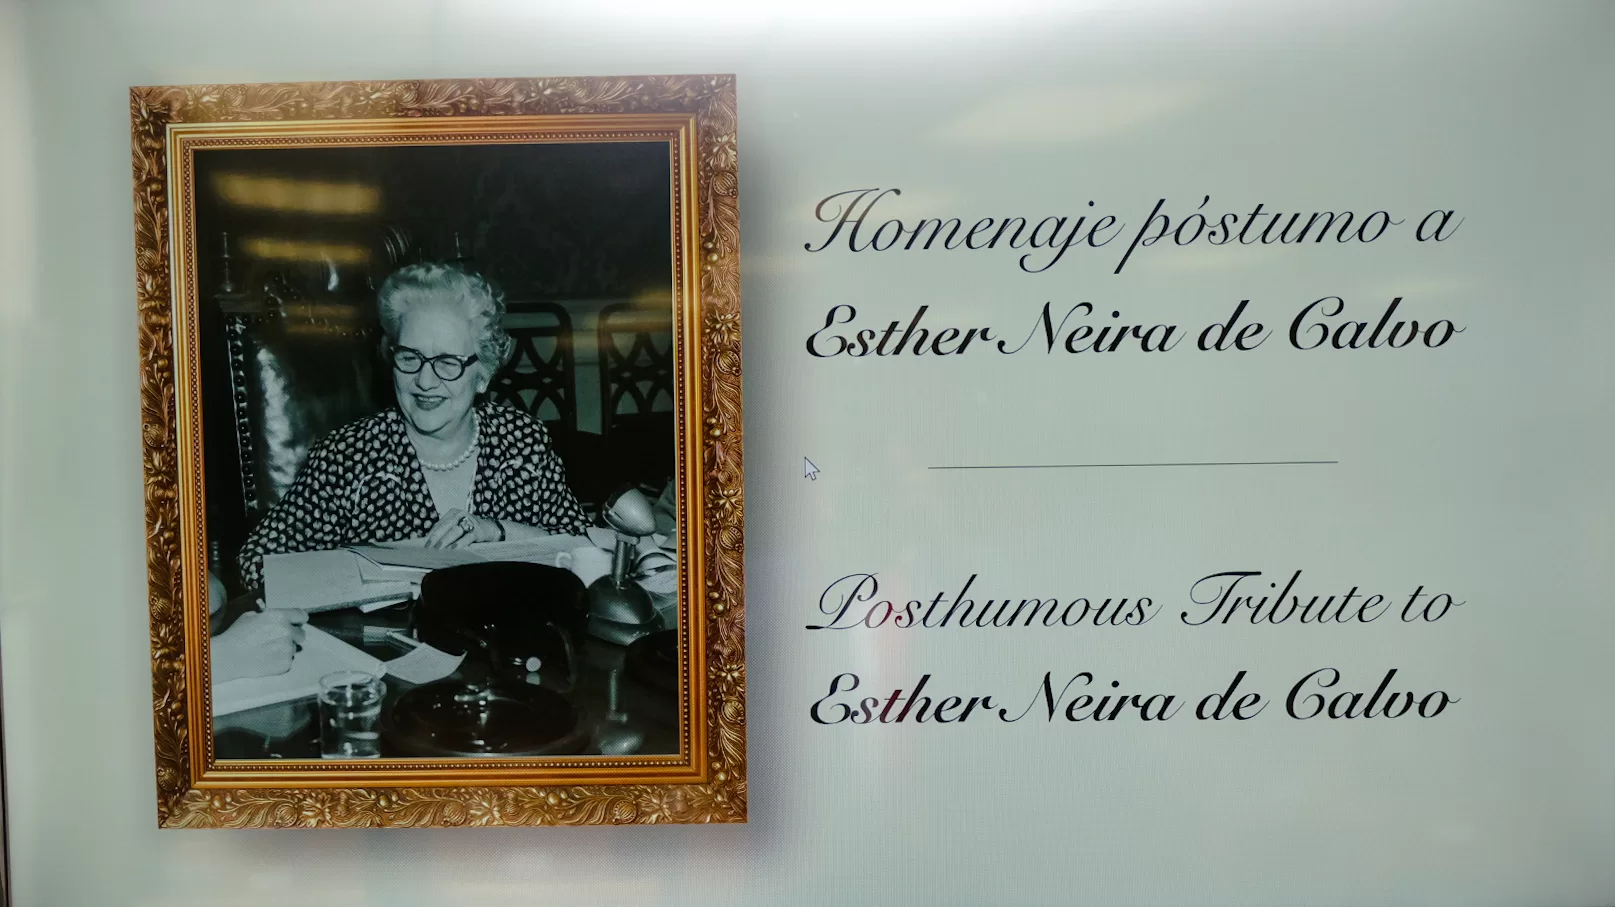 Homenaje póstumo a
Esther Neira de Calvo
Posthumous Tribute to
Esther Neira de Calvo